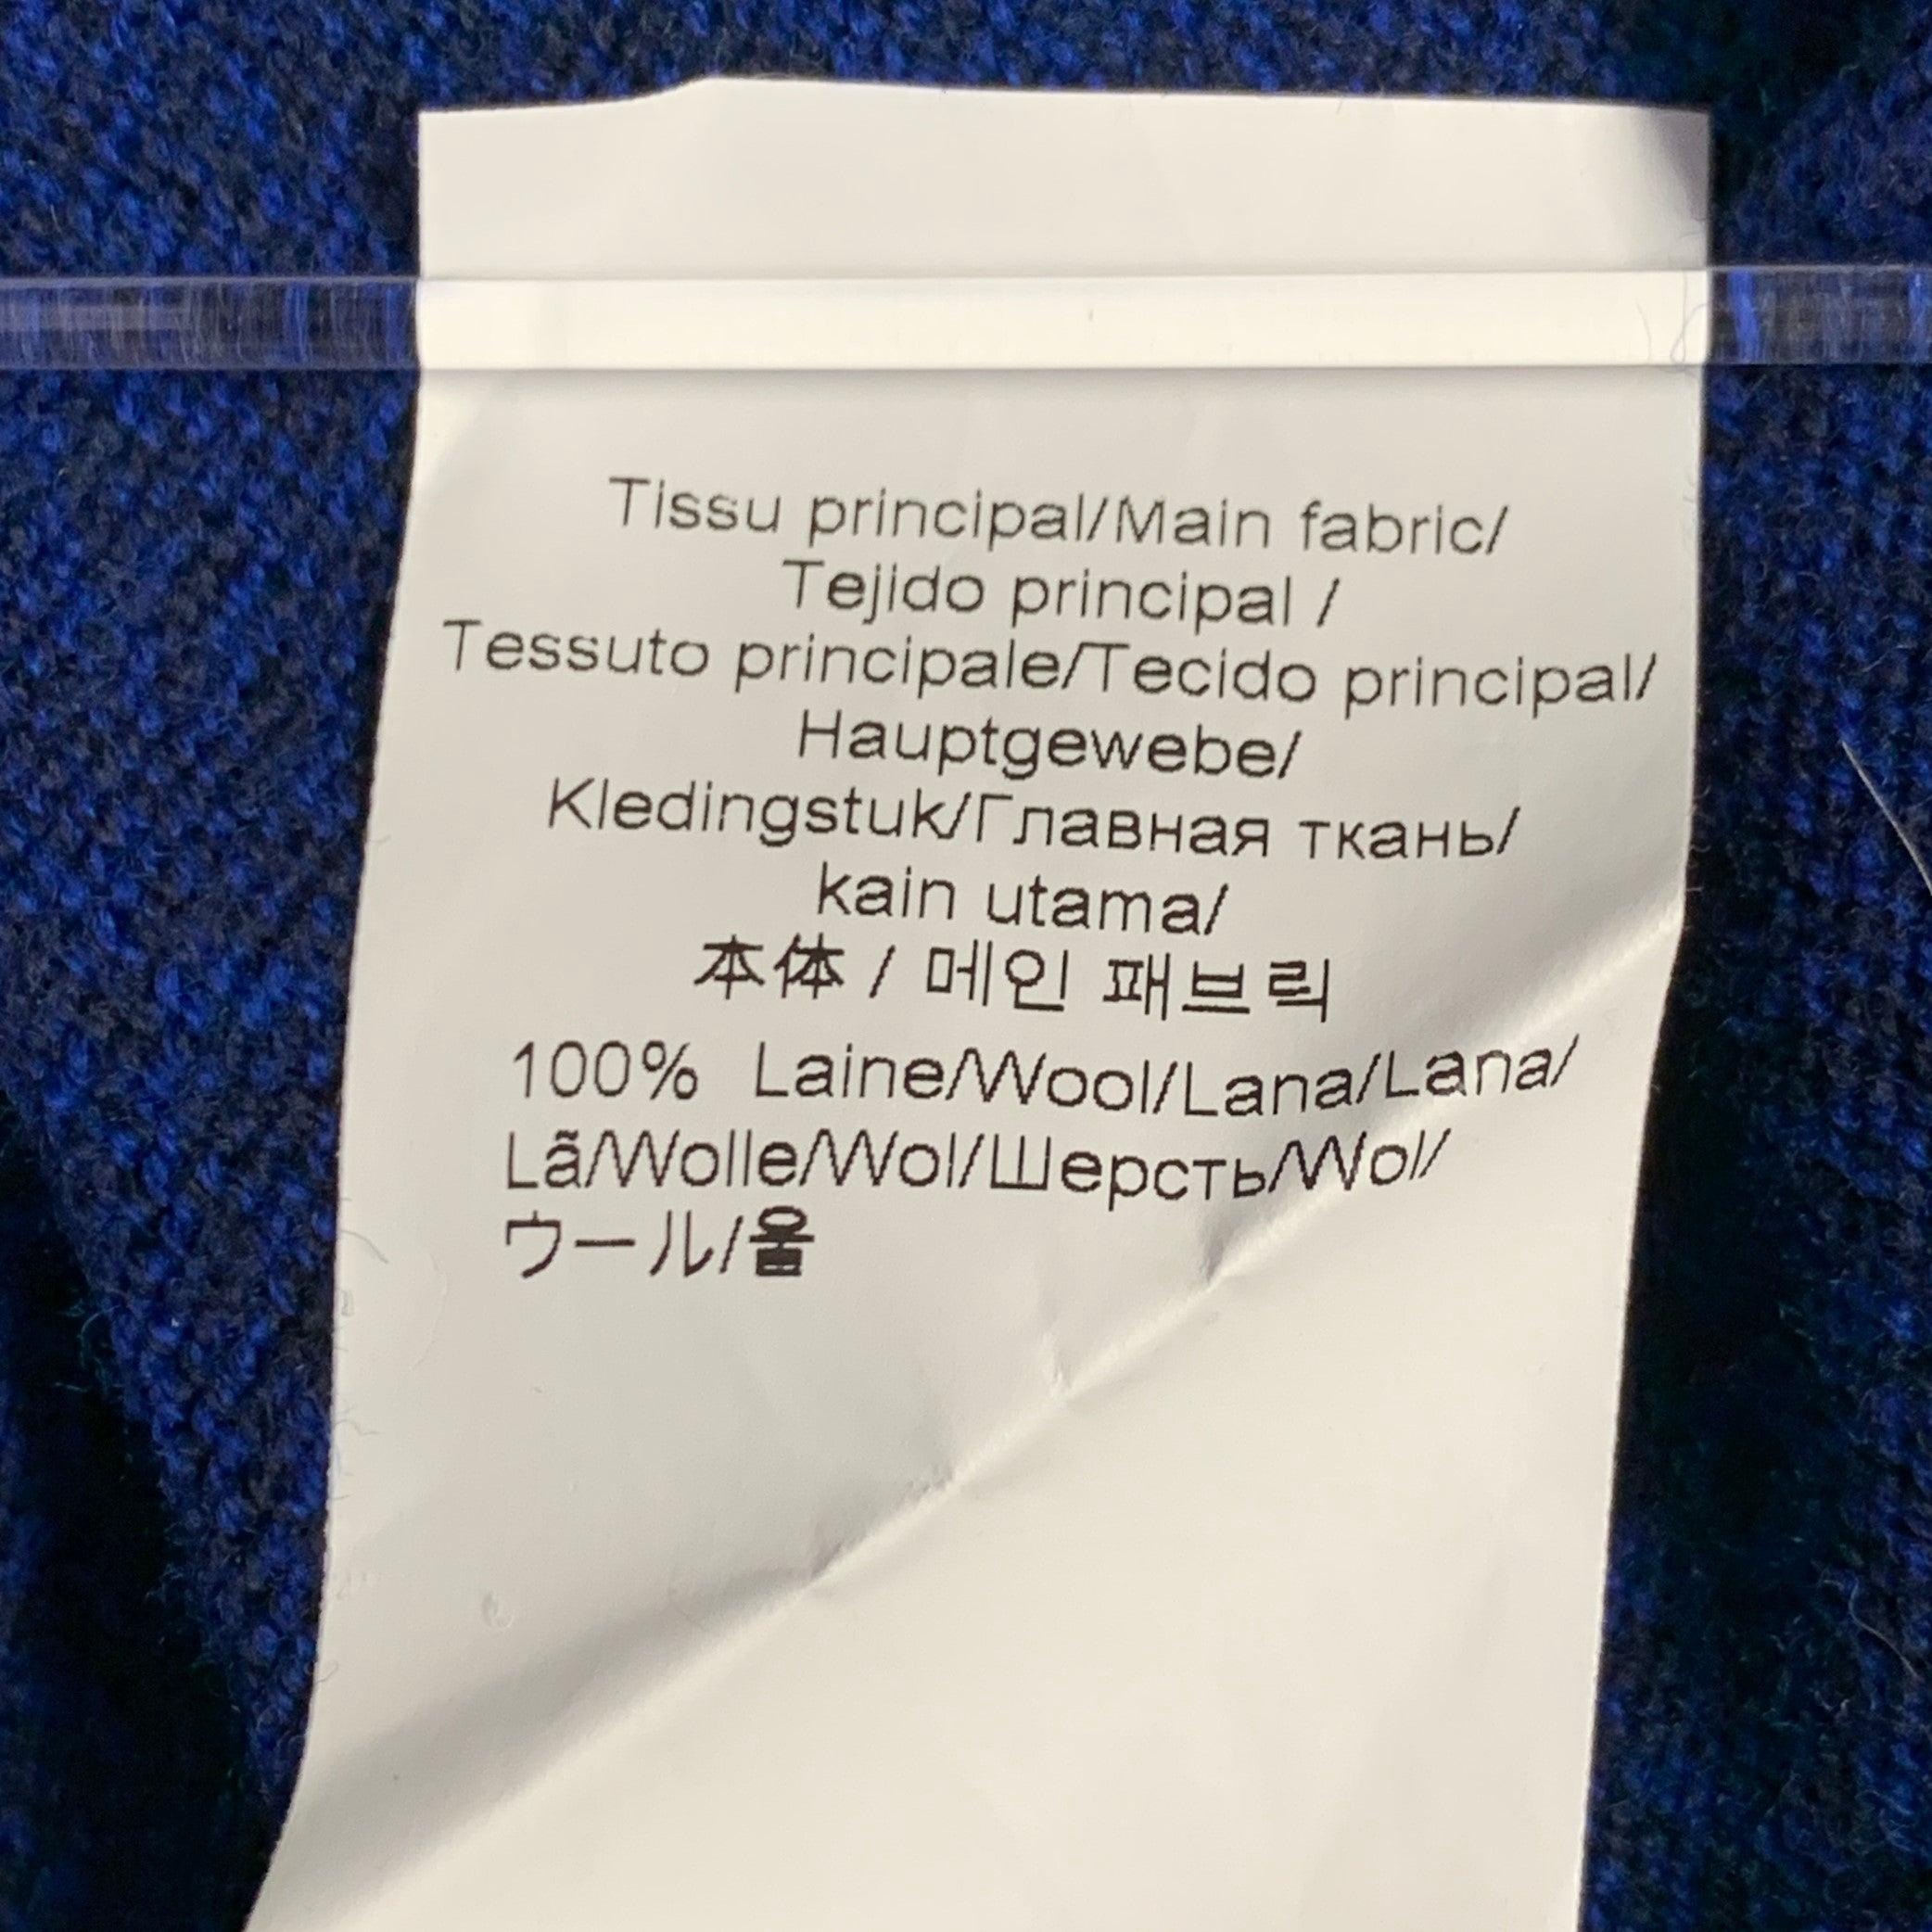 Tissu principal/Main fabric/
Tejido principal /
Tessuto principale/Tecido principal/
Hauptgewebe/
Kledingstuk/Главная ткань/
kain utama/
本体 / 메인 패브릭
100% Laine/Wool/Lana/Lana/
Lã/Wolle/Wol/Шерсть/Wol/
ウール/울